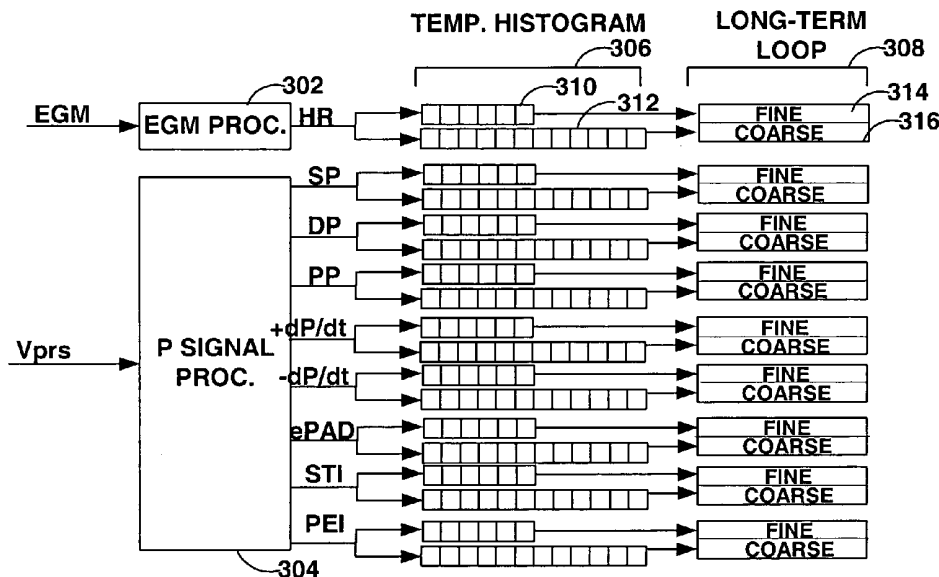 TEMP. HISTOGRAM
LONG-TERM
LOOP
306
308
302
310
314
EGM
EGM PROC.
HR
312
FINE
COARSE
316
SP
FINE
COARSE
DP
FINE
COARSE
PP
FINE
COARSE
Vprs
P SIGNAL
PROC.
+dP/dt
FINE
COARSE
-dP/dt
FINE
COARSE
ePAD
FINE
COARSE
STI
FINE
COARSE
PEI
FINE
COARSE
304